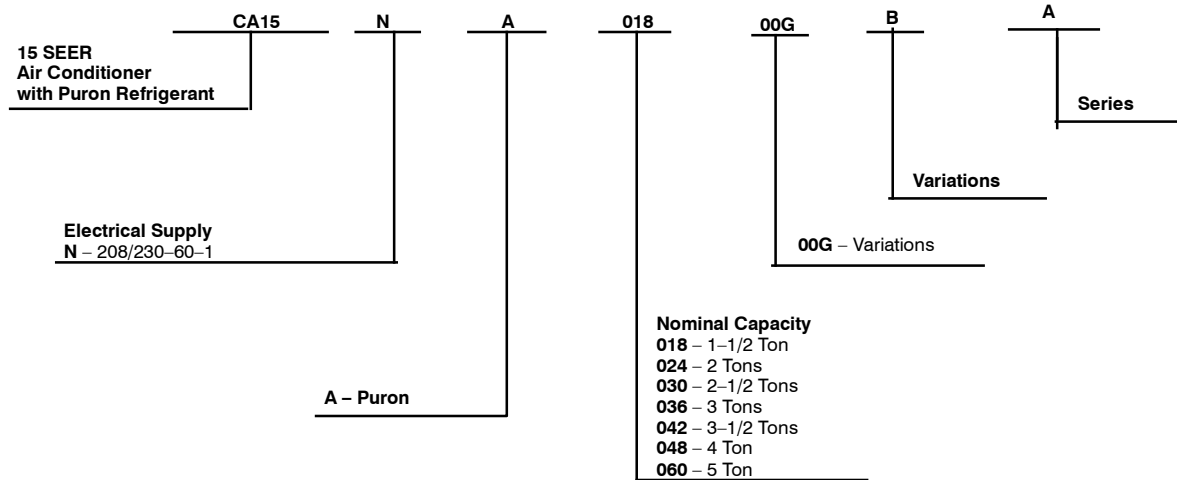 CA15 N A 018 00G B A
15 SEER
Air Conditioner
with Puron Refrigerant
Series
Variations
Electrical Supply
N – 208/230–60–1
00G – Variations
Nominal Capacity
018 – 1–1/2 Ton
024 – 2 Tons
030 – 2–1/2 Tons
036 – 3 Tons
042 – 3–1/2 Tons
048 – 4 Ton
060 – 5 Ton
A – Puron